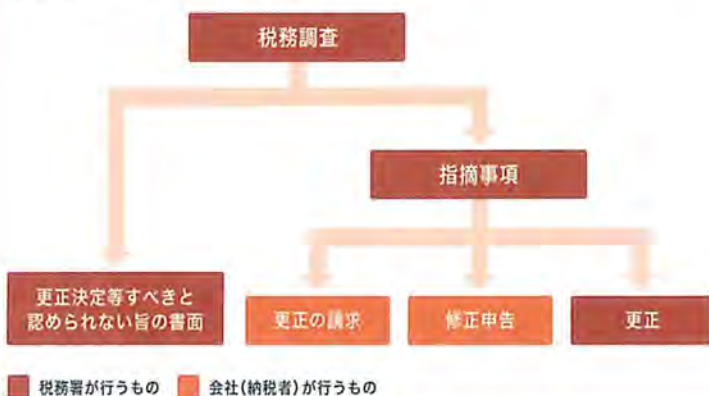 税務調査
指摘事項
更正決定等すべきと
認められない旨の書面
更正の請求
修正申告
更正
税務署が行うもの
会社(納税者)が行うもの